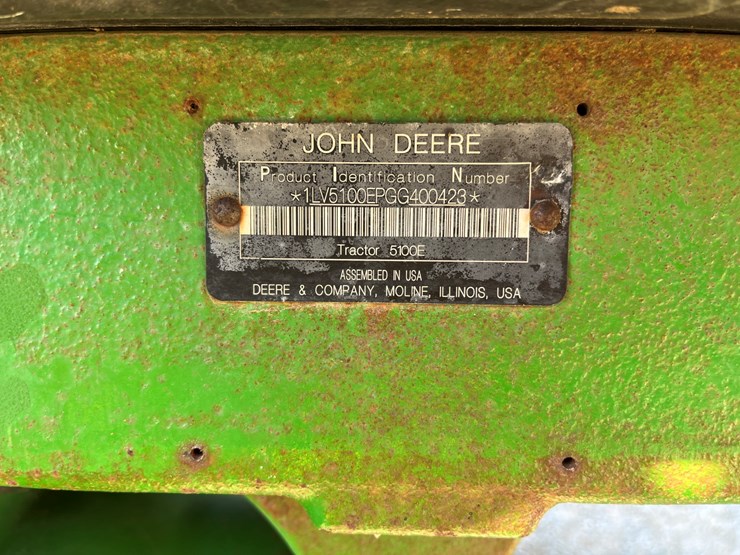 JOHN DEERE
Product Identification Number
*1LV5100EPGG400423*
Tractor 5100E
ASSEMBLED IN USA
DEERE & COMPANY, MOLINE, ILLINOIS, USA